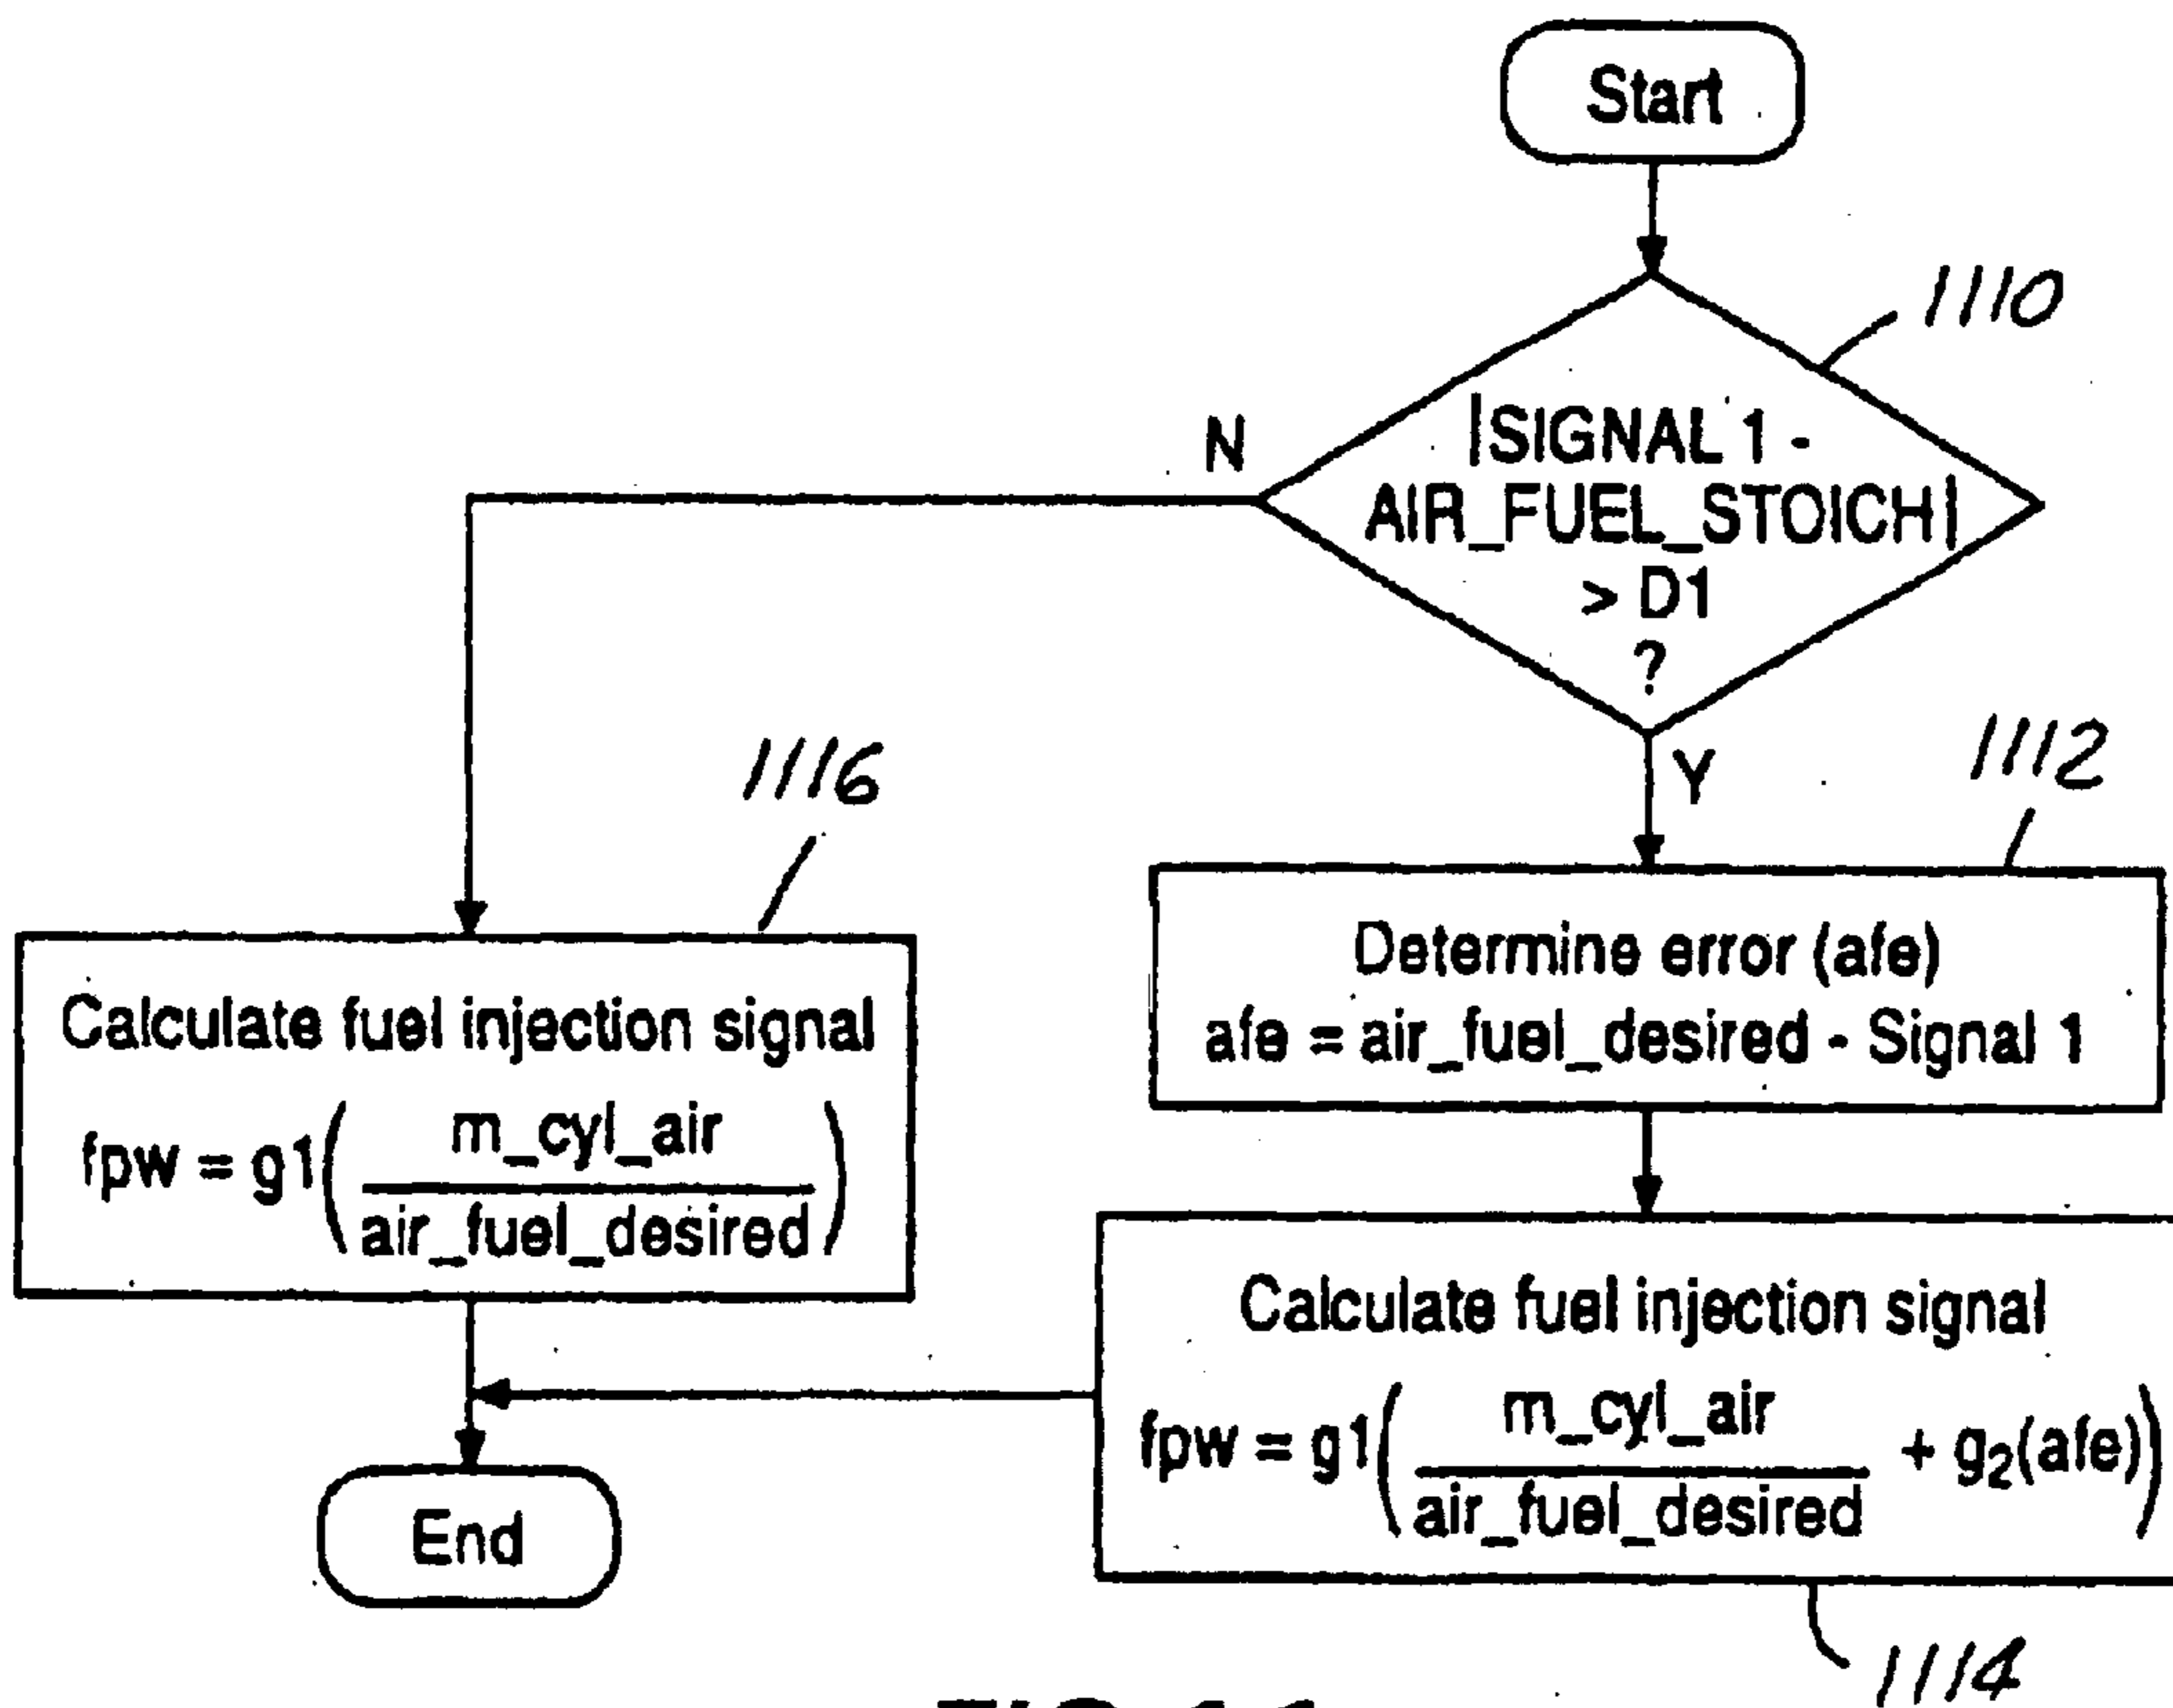 Start
1110
|SIGNAL 1 -
AIR_FUEL_STOICH|
> D1
?
N
Y
1112
Determine error (afe)
afe = air_fuel_desired - Signal 1
1116
Calculate fuel injection signal
fpw = g1(m_cyl_air / air_fuel_desired)
Calculate fuel injection signal
fpw = g1(m_cyl_air / air_fuel_desired + g2(afe))
1114
End